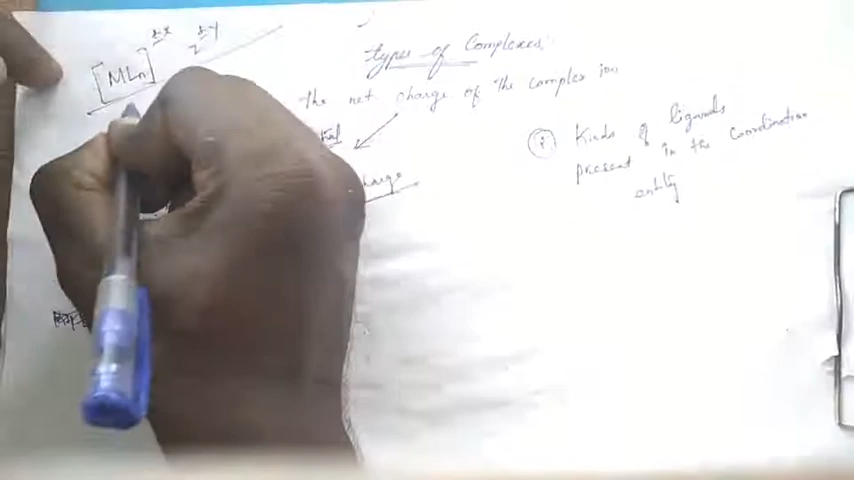 types of Complexes:
[MLn]±x z±y
the net charge of the complex ion
charge
(i) Kinds of ligands
present in the Coordination
entity